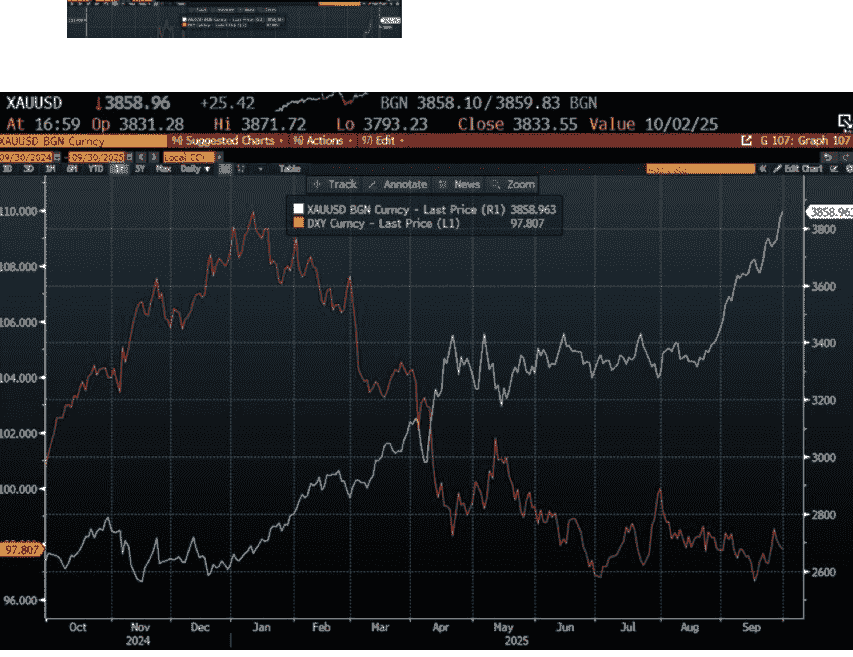 XAUUSD ↓3858.96 +25.42 BGN 3858.10/3859.83 BGN
At 16:59 Op 3831.28 Hi 3871.72 Lo 3793.23 Close 3833.55 Value 10/02/25
XAUUSD BGN Curncy 96) Suggested Charts 96) Actions 97) Edit G 107: Graph 107
09/30/2024 - 09/30/2025 Local CCY
1D 3D 1M 6M YTD 1Y 5Y Max Daily ▼ Table « Edit Chart
Track Annotate News Zoom
XAUUSD BGN Curncy - Last Price (R1) 3858.963
DXY Curncy - Last Price (L1) 97.807
110.000 3858.963
3800
108.000
3600
106.000
3400
104.000
3200
102.000
3000
100.000
2800
97.807
2600
96.000
Oct Nov Dec Jan Feb Mar Apr May Jun Jul Aug Sep
2024 2025